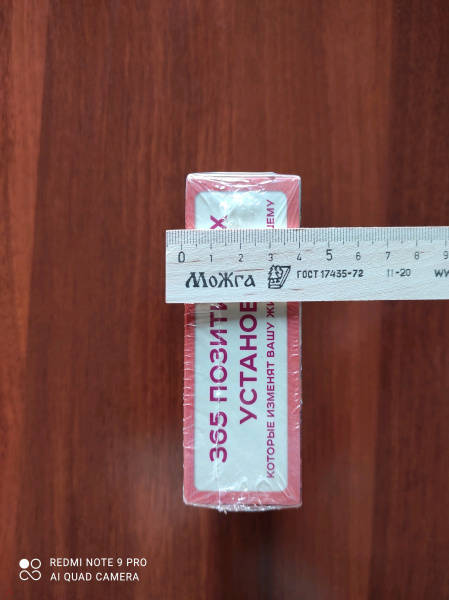 0 1 2 3 4 5 6 7 8 9
МоЖга ГОСТ 17435-72 11-20
365 ПОЗИТИ Х
УСТАНОВ
КОТОРЫЕ ИЗМЕНЯТ ВАШУ ЖИ
REDMI NOTE 9 PRO
AI QUAD CAMERA